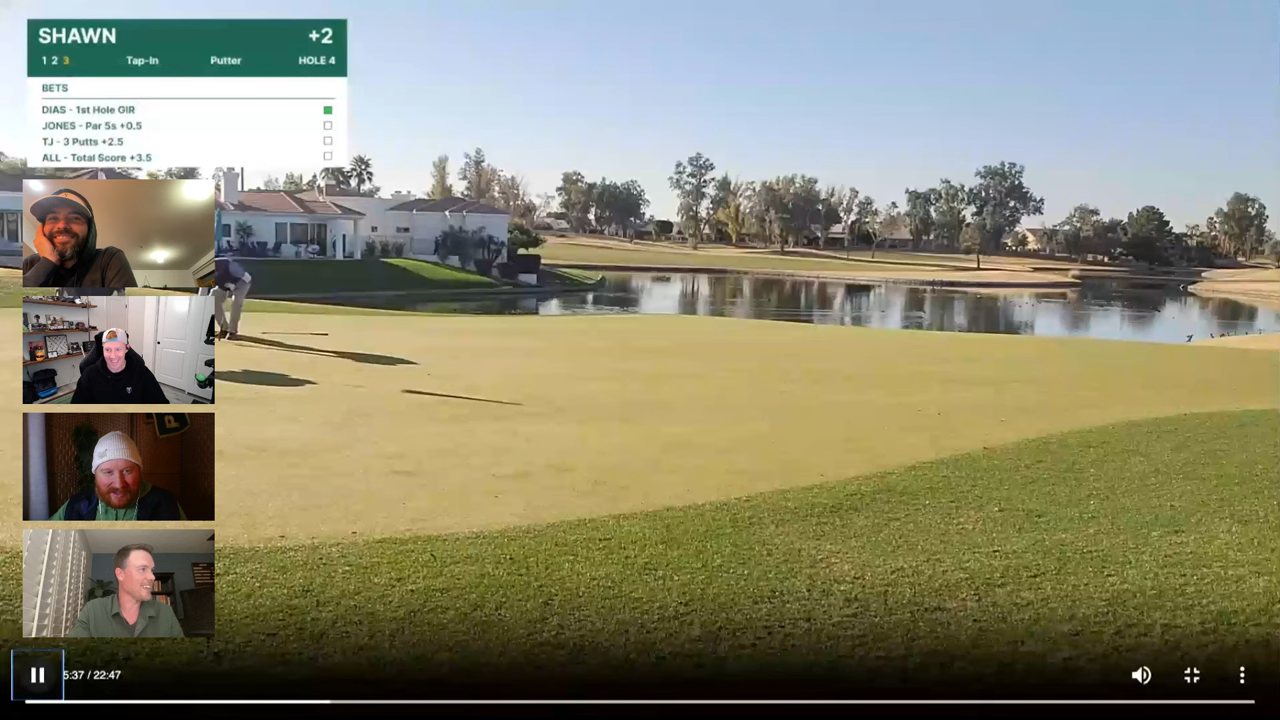 SHAWN +2
1 2 3 Tap-In Putter HOLE 4
BETS
DIAS - 1st Hole GIR
JONES - Par 5s +0.5
TJ - 3 Putts +2.5
ALL - Total Score +3.5
5:37 / 22:47